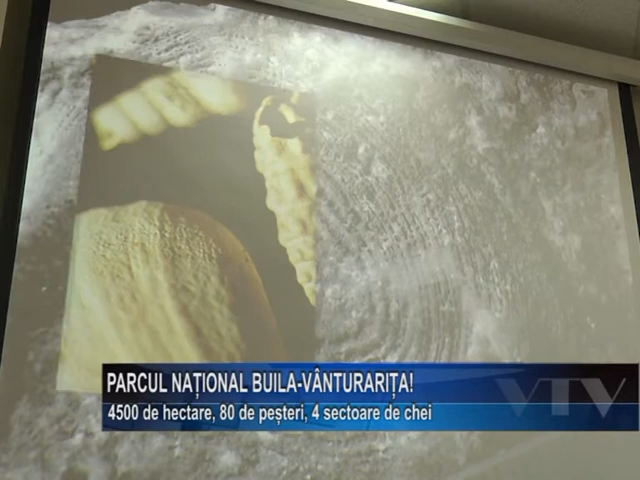 PARCUL NAȚIONAL BUILA-VÂNTURARIȚA!
4500 de hectare, 80 de peșteri, 4 sectoare de chei
VTV